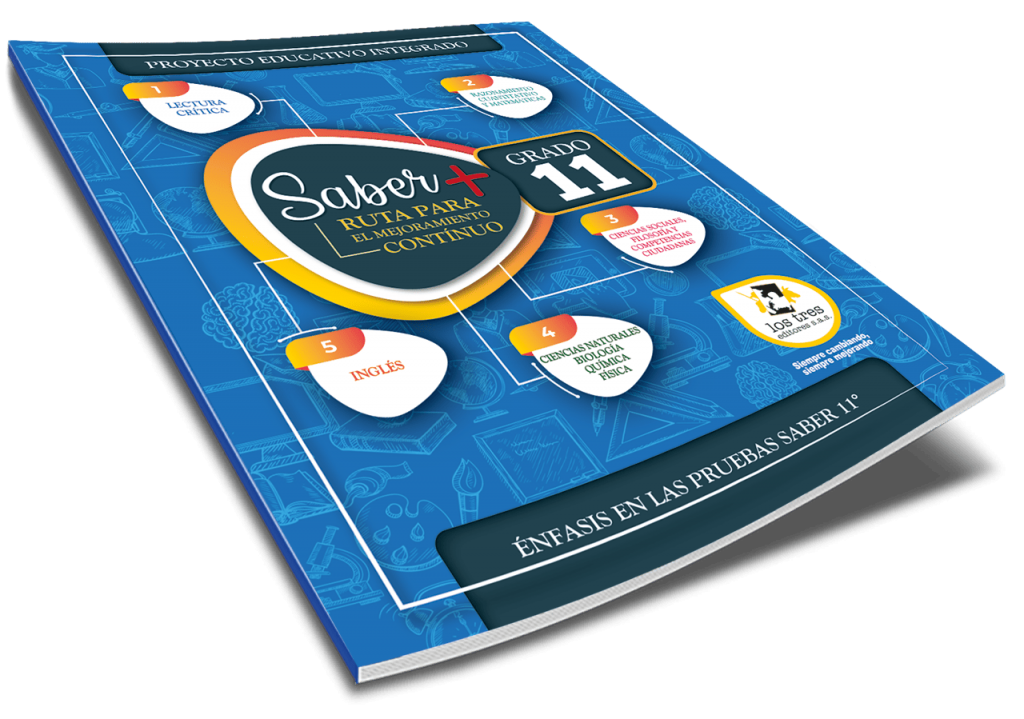 PROYECTO EDUCATIVO INTEGRADO
1
LECTURA
CRÍTICA
2
RAZONAMIENTO
CUANTITATIVO
Y MATEMÁTICAS
Saber +
RUTA PARA
EL MEJORAMIENTO
CONTÍNUO
GRADO
11
3
CIENCIAS SOCIALES,
FILOSOFÍA Y
COMPETENCIAS
CIUDADANAS
4
CIENCIAS NATURALES
BIOLOGÍA
QUÍMICA
FÍSICA
5
INGLÉS
los tres
editores s.a.s.
Siempre cambiando,
siempre mejorando
ÉNFASIS EN LAS PRUEBAS SABER 11°